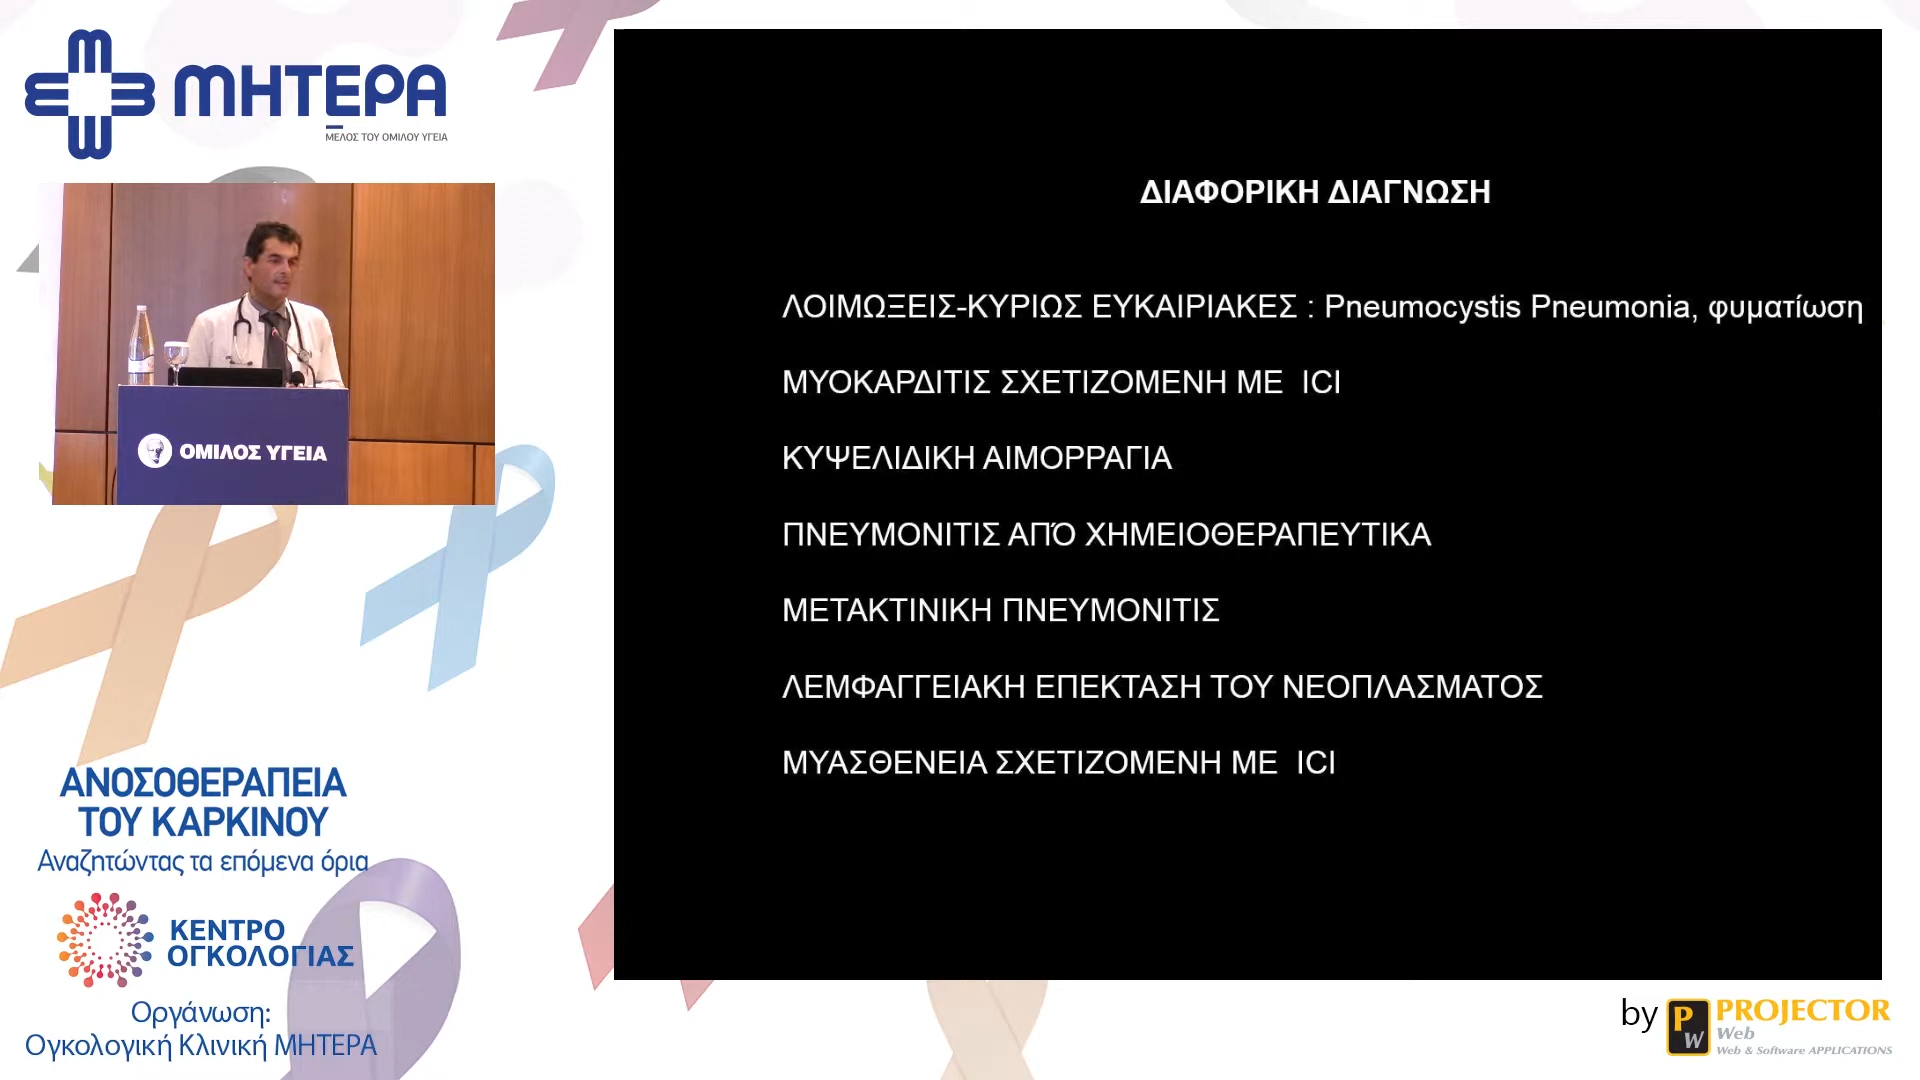 ΜΗΤΕΡΑ
ΜΕΛΟΣ ΤΟΥ ΟΜΙΛΟΥ ΥΓΕΙΑ
ΟΜΙΛΟΣ ΥΓΕΙΑ
ΑΝΟΣΟΘΕΡΑΠΕΙΑ
ΤΟΥ ΚΑΡΚΙΝΟΥ
Αναζητώντας τα επόμενα όρια
ΚΕΝΤΡΟ
ΟΓΚΟΛΟΓΙΑΣ
Οργάνωση:
Ογκολογική Κλινική ΜΗΤΕΡΑ
ΔΙΑΦΟΡΙΚΗ ΔΙΑΓΝΩΣΗ
ΛΟΙΜΩΞΕΙΣ-ΚΥΡΙΩΣ ΕΥΚΑΙΡΙΑΚΕΣ : Pneumocystis Pneumonia, φυματίωση
ΜΥΟΚΑΡΔΙΤΙΣ ΣΧΕΤΙΖΟΜΕΝΗ ΜΕ  ICI
ΚΥΨΕΛΙΔΙΚΗ ΑΙΜΟΡΡΑΓΙΑ
ΠΝΕΥΜΟΝΙΤΙΣ ΑΠΌ ΧΗΜΕΙΟΘΕΡΑΠΕΥΤΙΚΑ
ΜΕΤΑΚΤΙΝΙΚΗ ΠΝΕΥΜΟΝΙΤΙΣ
ΛΕΜΦΑΓΓΕΙΑΚΗ ΕΠΕΚΤΑΣΗ ΤΟΥ ΝΕΟΠΛΑΣΜΑΤΟΣ
ΜΥΑΣΘΕΝΕΙΑ ΣΧΕΤΙΖΟΜΕΝΗ ΜΕ  ICI
by PW PROJECTOR
Web
Web & Software APPLICATIONS